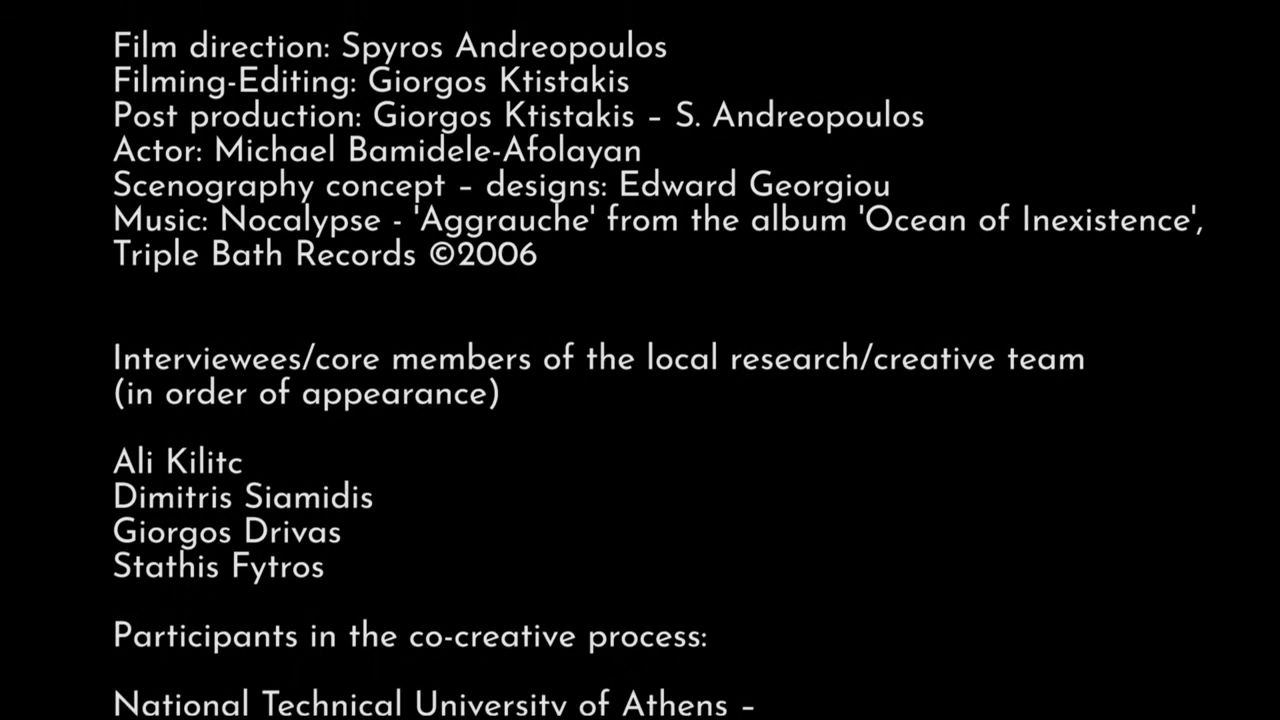 Film direction: Spyros Andreopoulos
Filming-Editing: Giorgos Ktistakis
Post production: Giorgos Ktistakis – S. Andreopoulos
Actor: Michael Bamidele-Afolayan
Scenography concept – designs: Edward Georgiou
Music: Nocalypse - 'Aggrauche' from the album 'Ocean of Inexistence',
Triple Bath Records ©2006
Interviewees/core members of the local research/creative team
(in order of appearance)
Ali Kilitc
Dimitris Siamidis
Giorgos Drivas
Stathis Fytros
Participants in the co-creative process:
National Technical University of Athens –